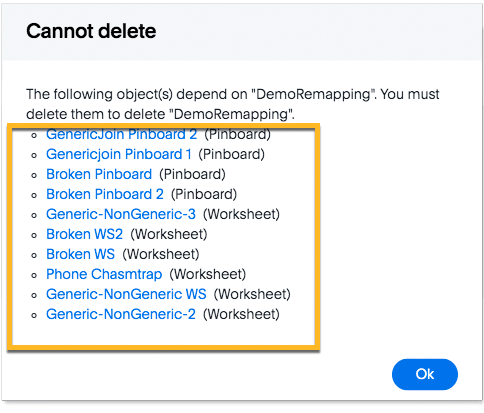 Cannot delete
The following object(s) depend on "DemoRemapping". You must
delete them to delete "DemoRemapping".
GenericJoin Pinboard 2 (Pinboard)
Genericjoin Pinboard 1 (Pinboard)
Broken Pinboard (Pinboard)
Broken Pinboard 2 (Pinboard)
Generic-NonGeneric-3 (Worksheet)
Broken WS2 (Worksheet)
Broken WS (Worksheet)
Phone Chasmtrap (Worksheet)
Generic-NonGeneric WS (Worksheet)
Generic-NonGeneric-2 (Worksheet)
Ok